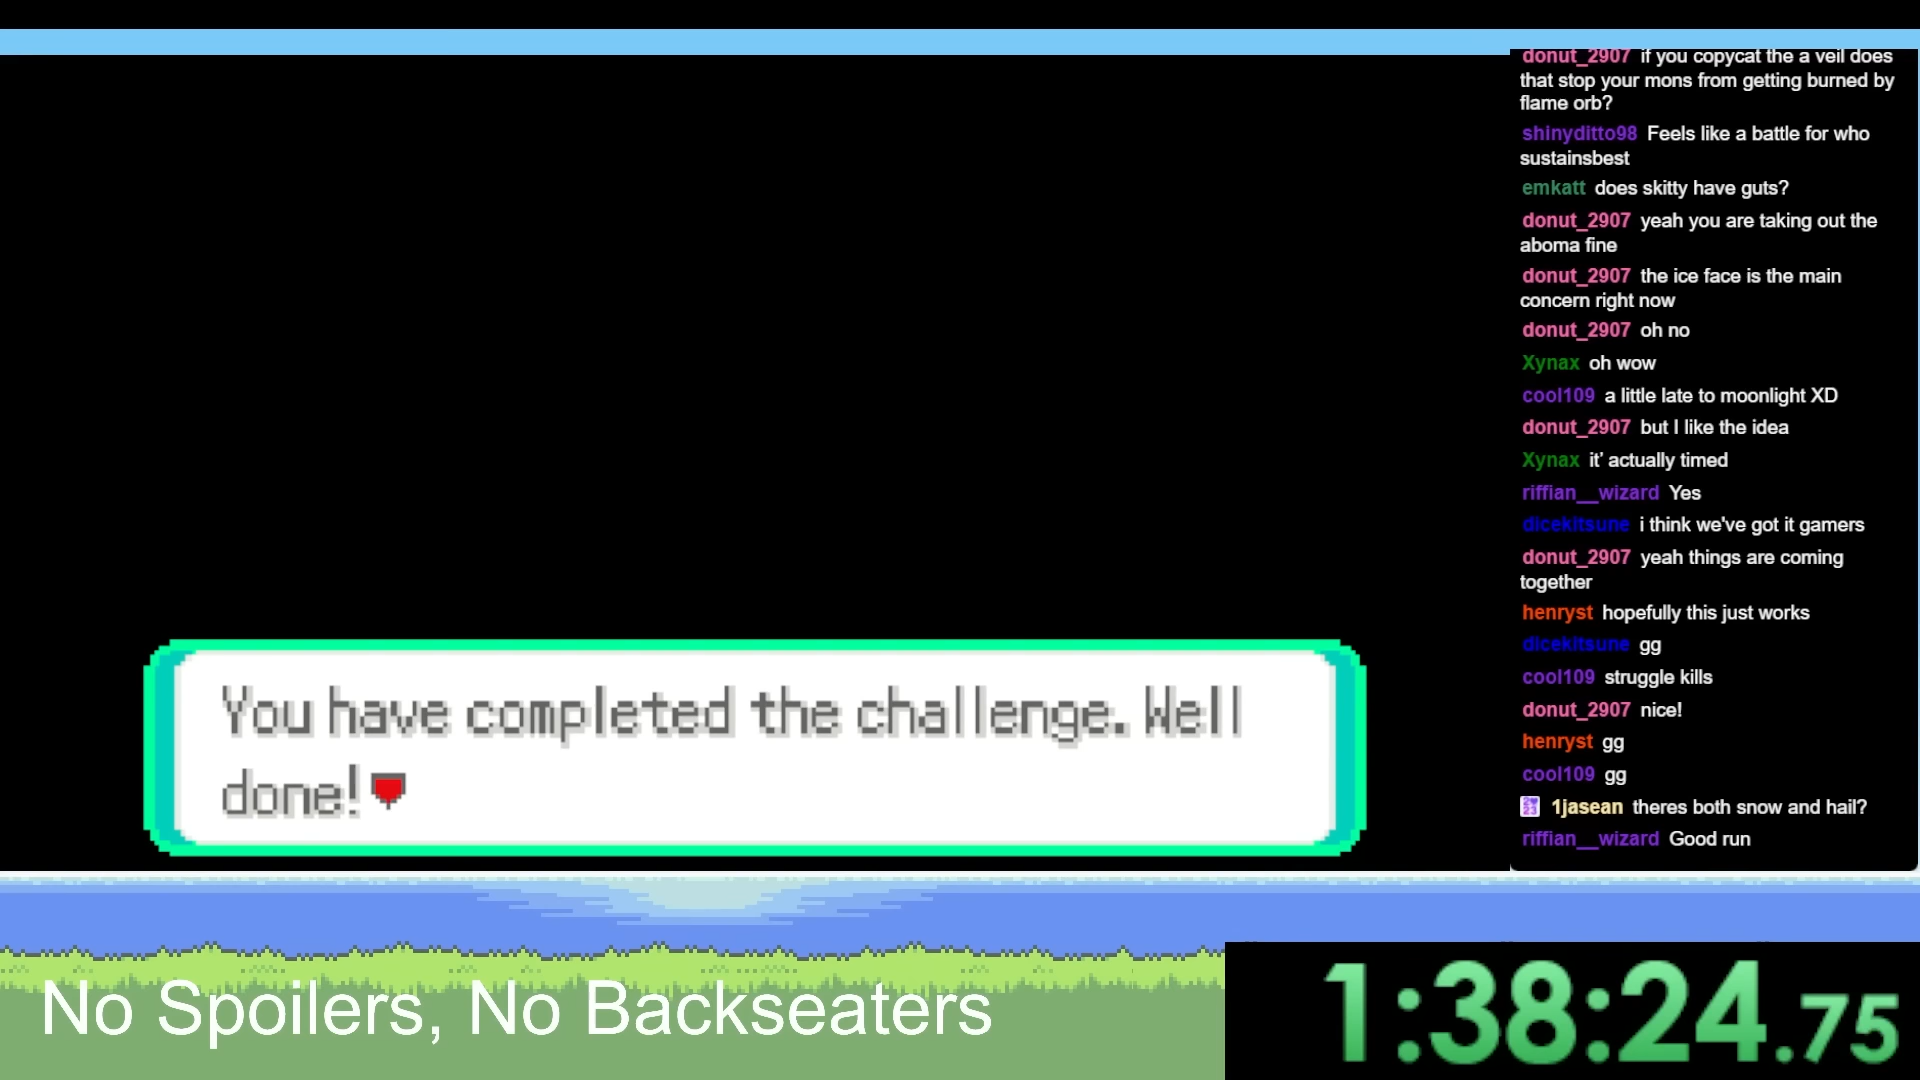 donut_2907 if you copycat the a veil does
that stop your mons from getting burned by
flame orb?
shinyditto98 Feels like a battle for who
sustainsbest
emkatt does skitty have guts?
donut_2907 yeah you are taking out the
aboma fine
donut_2907 the ice face is the main
concern right now
donut_2907 oh no
Xynax oh wow
cool109 a little late to moonlight XD
donut_2907 but I like the idea
Xynax it' actually timed
riffian__wizard Yes
dicekitsune i think we've got it gamers
donut_2907 yeah things are coming
together
henryst hopefully this just works
dicekitsune gg
cool109 struggle kills
donut_2907 nice!
henryst gg
cool109 gg
1jasean theres both snow and hail?
riffian__wizard Good run
You have completed the challenge. Well
done!
No Spoilers, No Backseaters
1:38:24.75